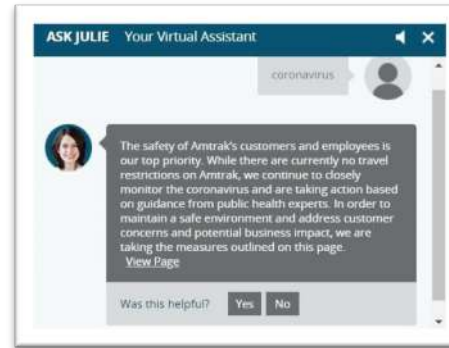 ASK JULIE Your Virtual Assistant
coronavirus
The safety of Amtrak's customers and employees is
our top priority. While there are currently no travel
restrictions on Amtrak, we continue to closely
monitor the coronavirus and are taking action based
on guidance from public health experts. In order to
maintain a safe environment and address customer
concerns and potential business impact, we are
taking the measures outlined on this page.
View Page
Was this helpful? Yes No